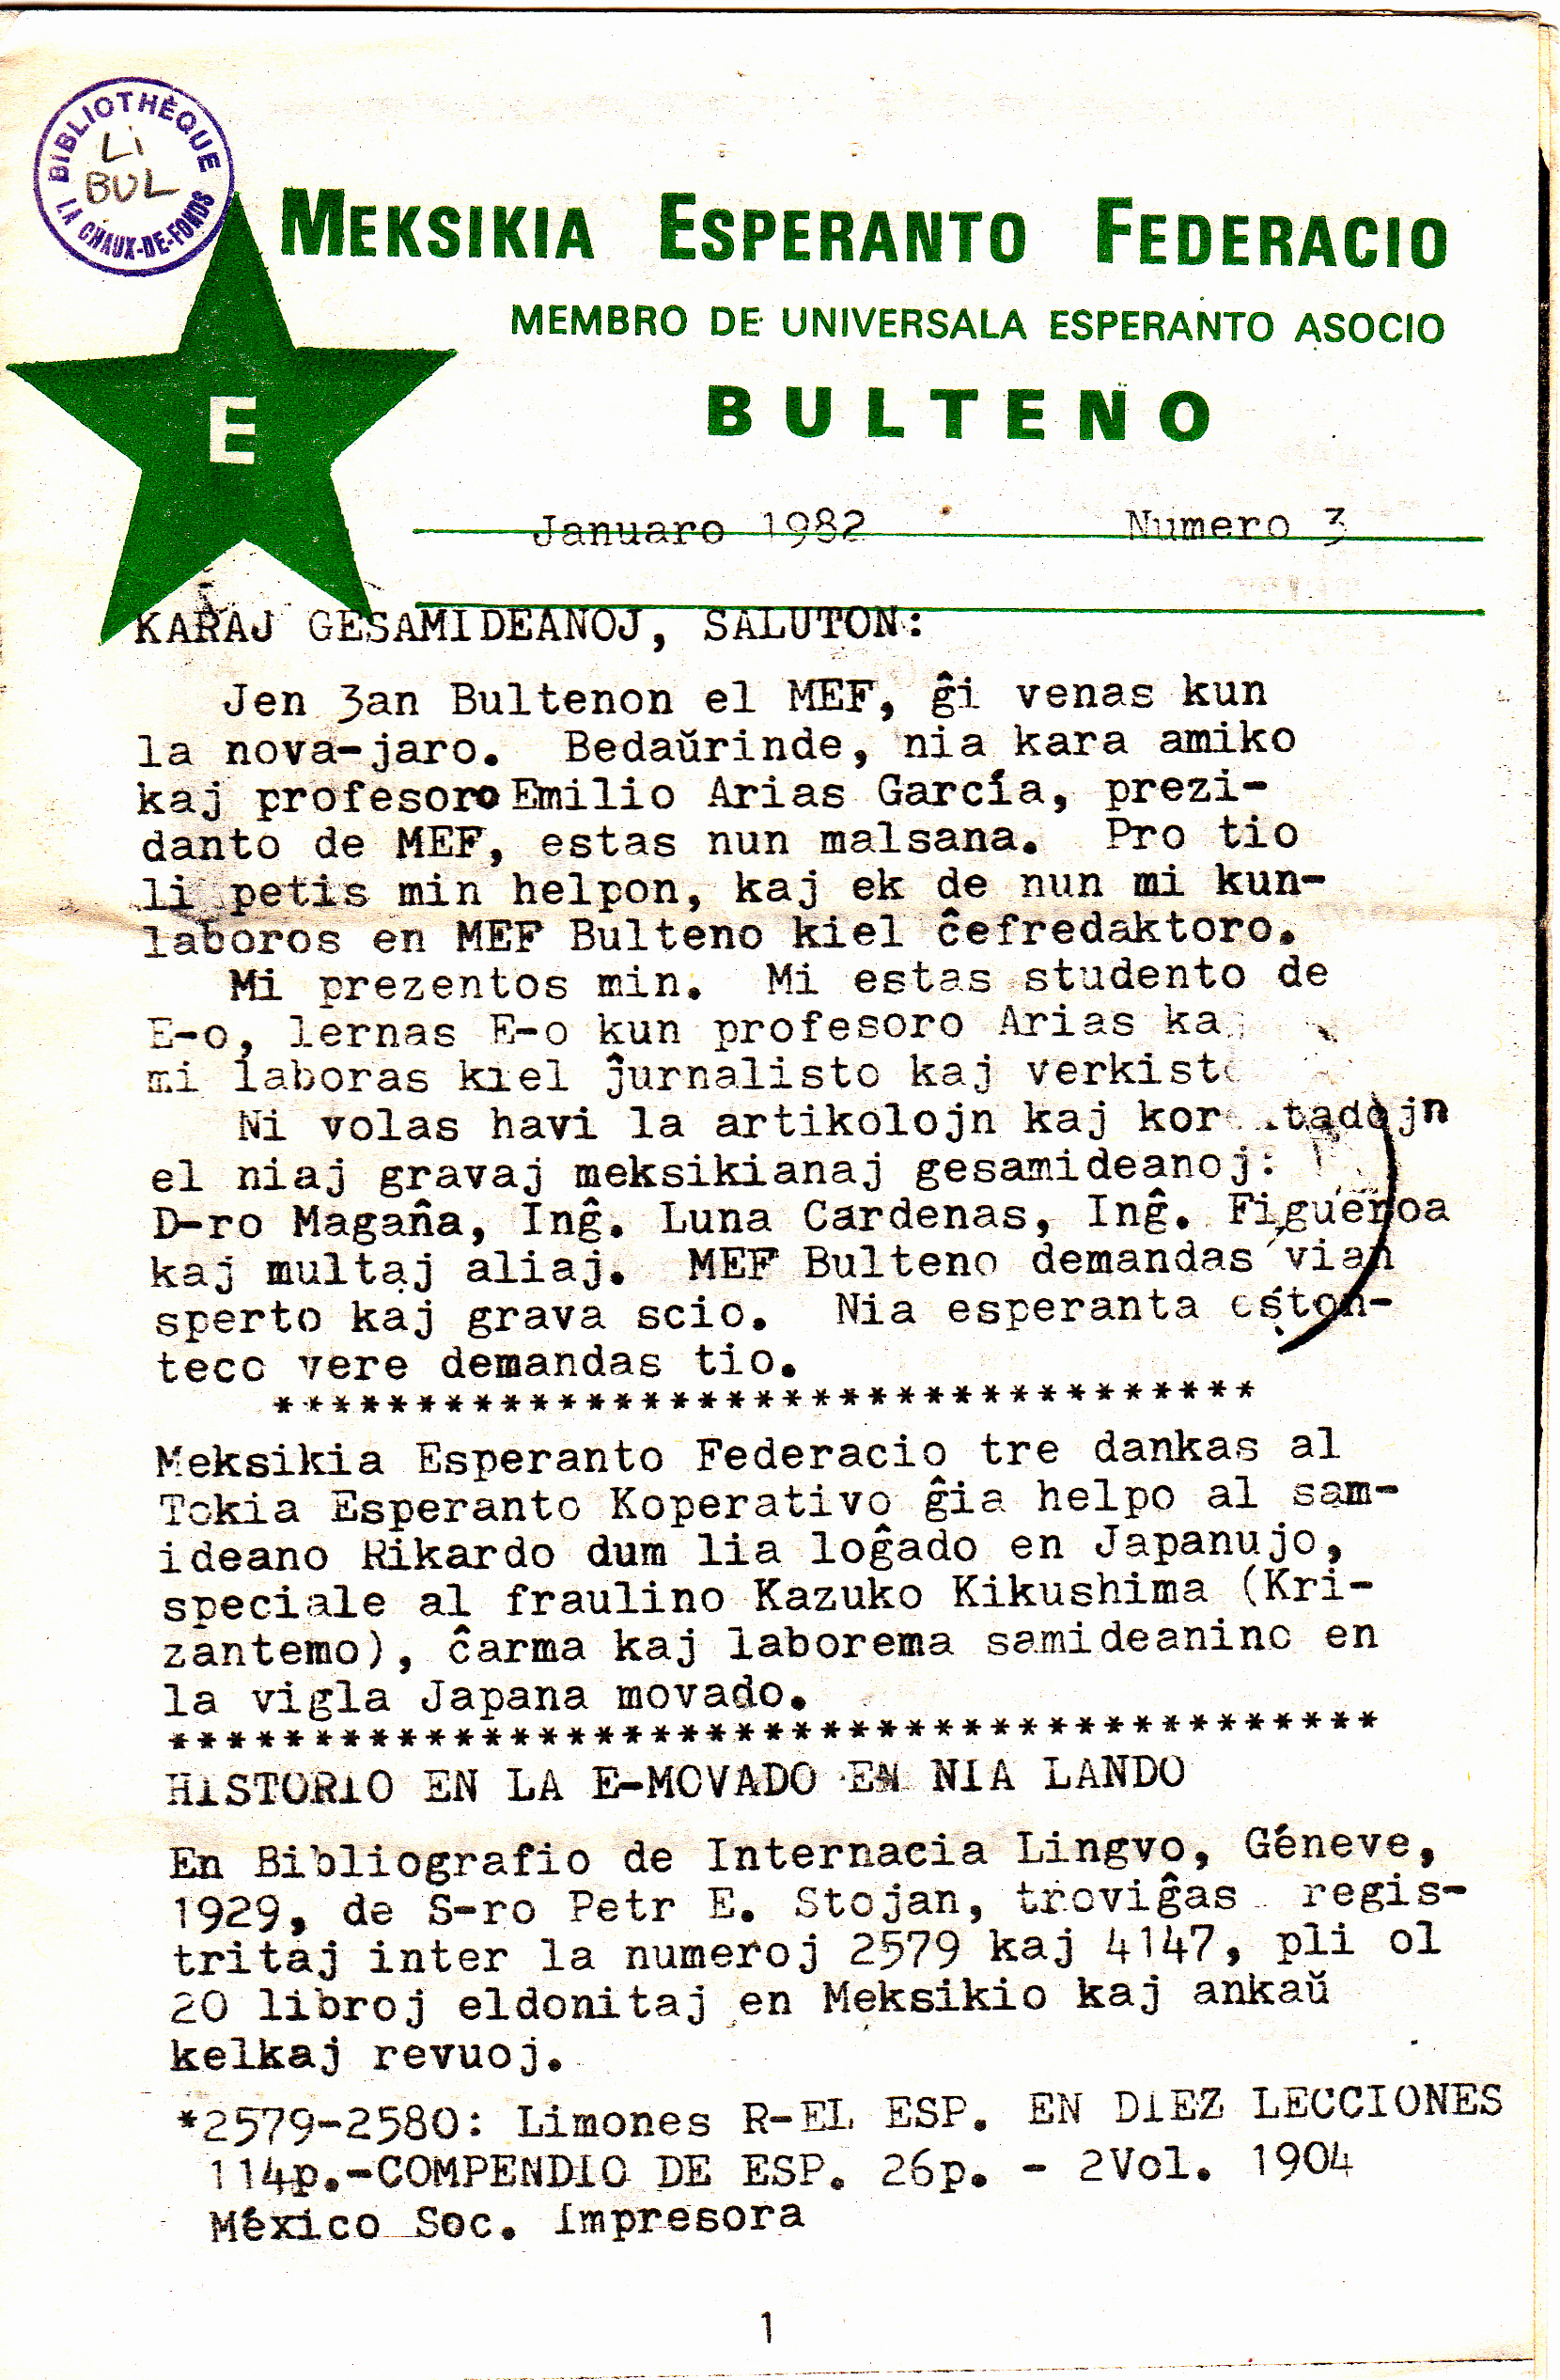 BIBLIOTHÈQUE
Li
BUL
LA CHAUX-DE-FONDS
MEKSIKIA ESPERANTO FEDERACIO
MEMBRO DE UNIVERSALA ESPERANTO ASOCIO
BULTENO
E
Januaro 1982 Numero 3
KARAJ GESAMIDEANOJ, SALUTON:
Jen 3an Bultenon el MEF, ĝi venas kun
la nova-jaro. Bedaŭrinde, nia kara amiko
kaj profesoro Emilio Arias García, prezi-
danto de MEF, estas nun malsana. Pro tio
li petis min helpon, kaj ek de nun mi kun-
laboros en MEF Bulteno kiel ĉefredaktoro.
Mi prezentos min. Mi estas studento de
E-o, lernas E-o kun profesoro Arias kaj
mi laboras kiel ĵurnalisto kaj verkisto
Ni volas havi la artikolojn kaj
el niaj gravaj meksikianaj gesamideanoj:
D-ro Magaña, Inĝ. Luna Cardenas, Inĝ. Figueroa
kaj multaj aliaj. MEF Bulteno demandas vian
sperto kaj grava scio. Nia esperanta eston-
teco vere demandas tio.
***********************************
Meksikia Esperanto Federacio tre dankas al
Tokia Esperanto Koperativo ĝia helpo al sam-
ideano Rikardo dum lia loĝado en Japanujo,
speciale al fraulino Kazuko Kikushima (Kri-
zantemo), ĉarma kaj laborema samideanino en
la vigla Japana movado.
*******************************************
HISTORIO EN LA E-MOVADO EN NIA LANDO
En Bibliografio de Internacia Lingvo, Géneve,
1929, de S-ro Petr E. Stojan, troviĝas regis-
tritaj inter la numeroj 2579 kaj 4147, pli ol
20 libroj eldonitaj en Meksikio kaj ankaŭ
kelkaj revuoj.
*2579-2580: Limones R-EL ESP. EN DIEZ LECCIONES
114p.-COMPENDIO DE ESP. 26p. - 2Vol. 1904
México Soc. Impresora
1